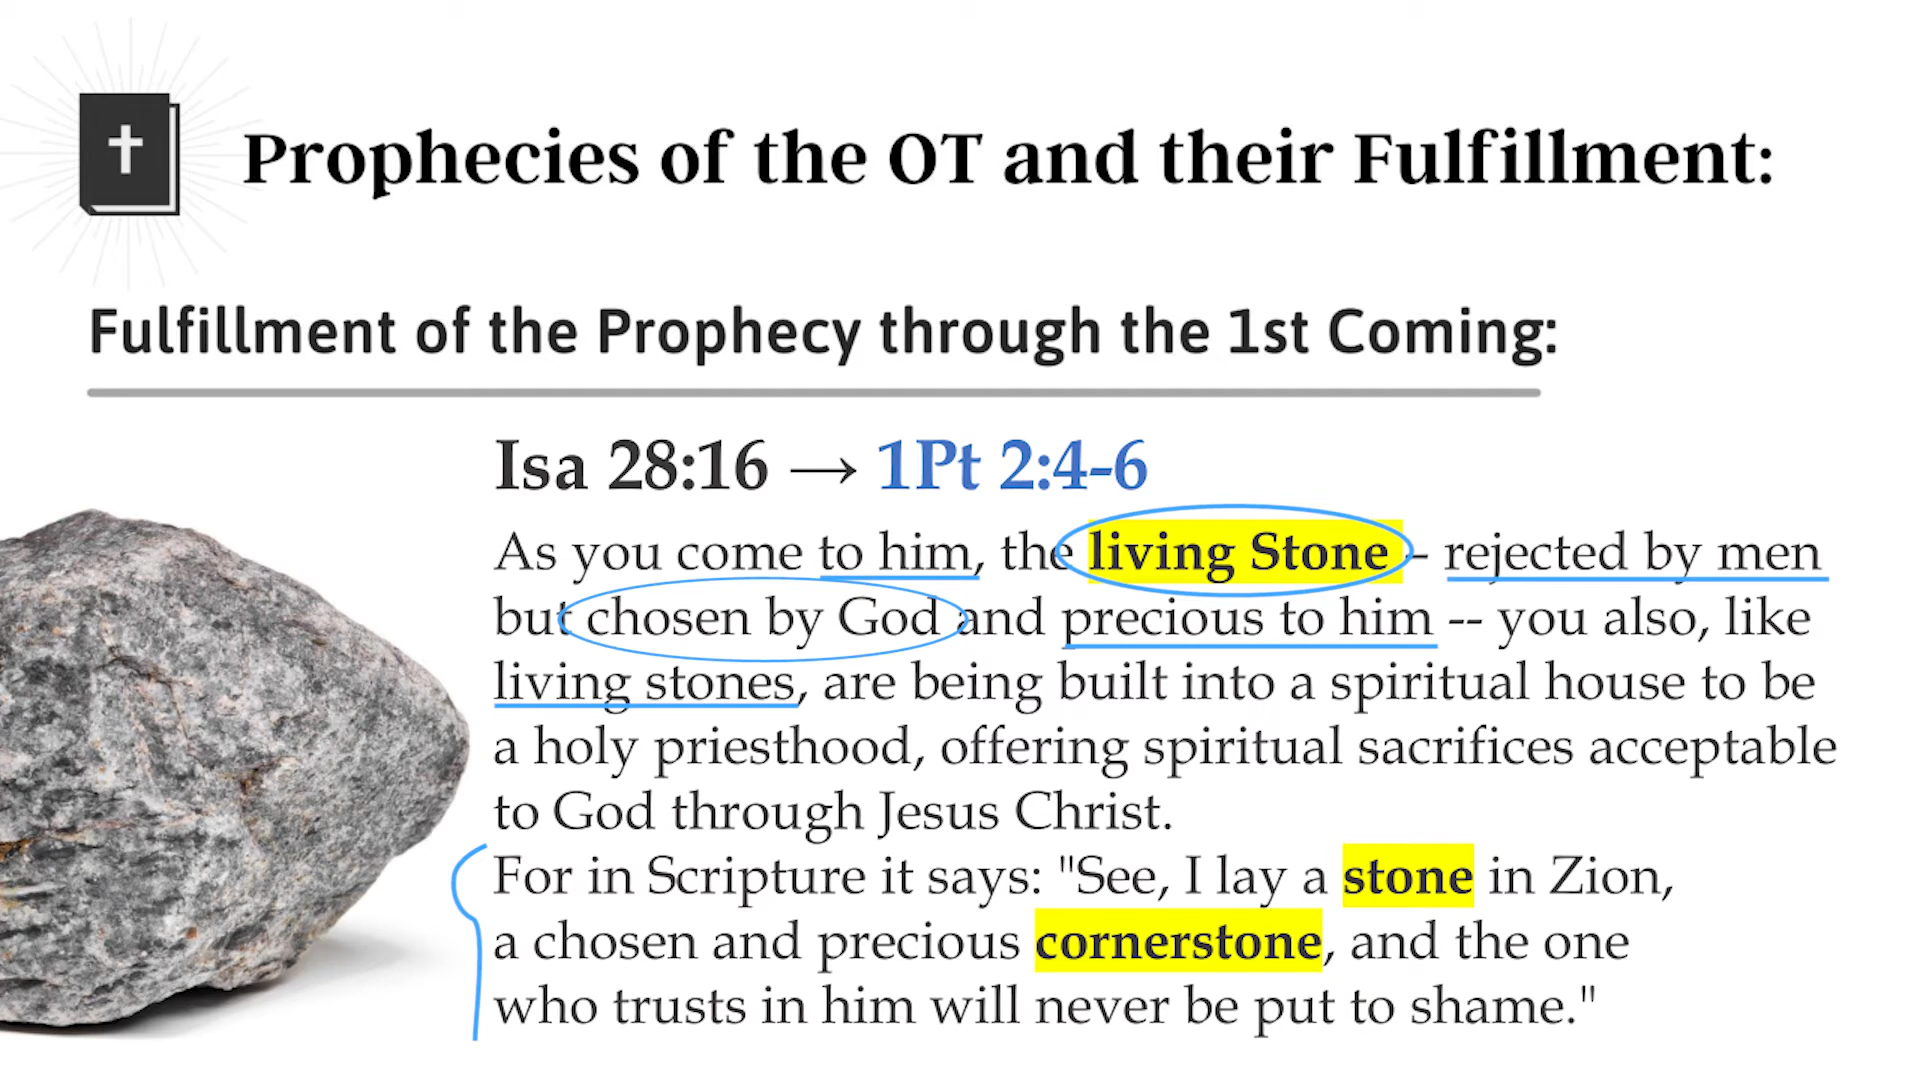 Prophecies of the OT and their Fulfillment:
Fulfillment of the Prophecy through the 1st Coming:
Isa 28:16 → 1Pt 2:4-6
As you come to him, the living Stone -- rejected by men
but chosen by God and precious to him -- you also, like
living stones, are being built into a spiritual house to be
a holy priesthood, offering spiritual sacrifices acceptable
to God through Jesus Christ.
For in Scripture it says: "See, I lay a stone in Zion,
a chosen and precious cornerstone, and the one
who trusts in him will never be put to shame."